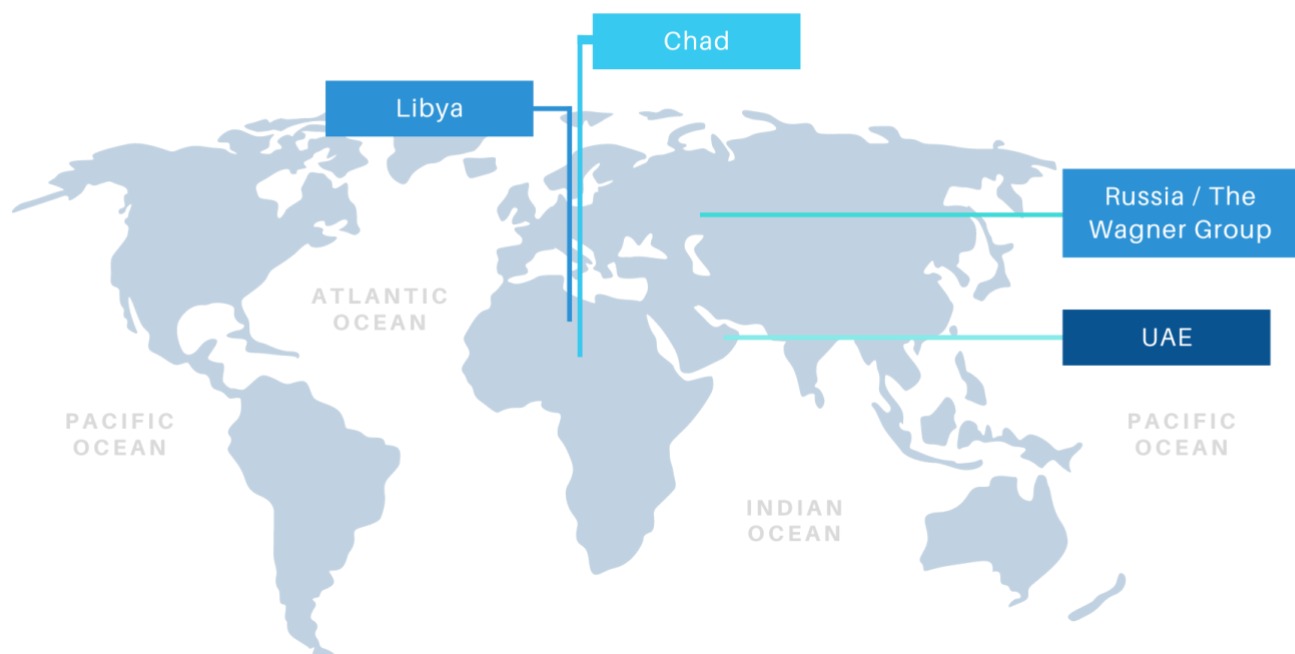 Chad
Libya
Russia / The
Wagner Group
ATLANTIC
OCEAN
UAE
PACIFIC
OCEAN
PACIFIC
OCEAN
INDIAN
OCEAN